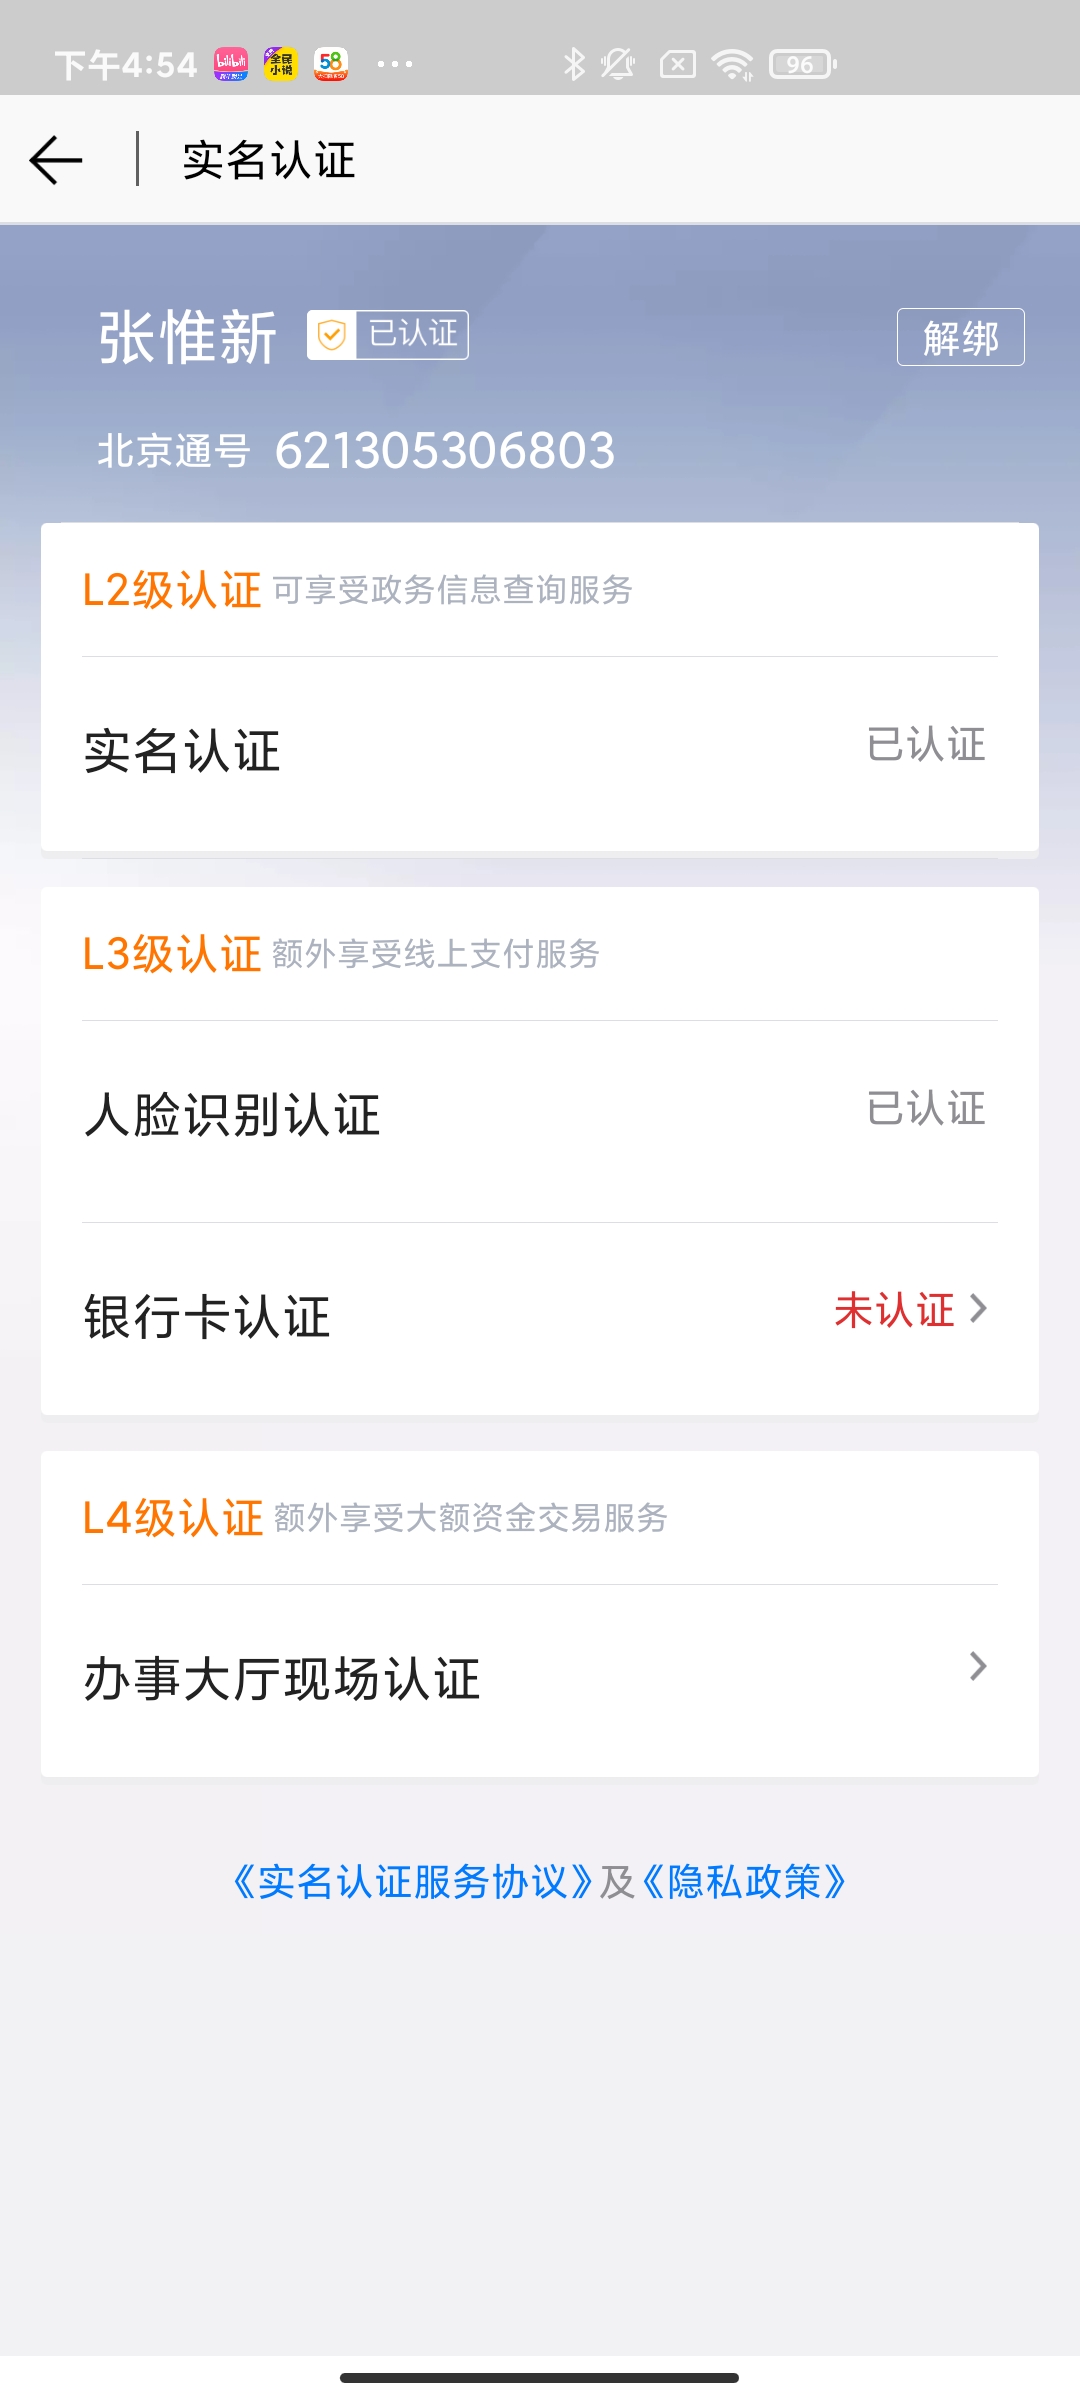 下午4:54
bilibili
全民
小说
58
96
实名认证
张惟新
已认证
解绑
北京通号 621305306803
L2级认证 可享受政务信息查询服务
实名认证
已认证
L3级认证 额外享受线上支付服务
人脸识别认证
已认证
银行卡认证
未认证
L4级认证 额外享受大额资金交易服务
办事大厅现场认证
《实名认证服务协议》及《隐私政策》